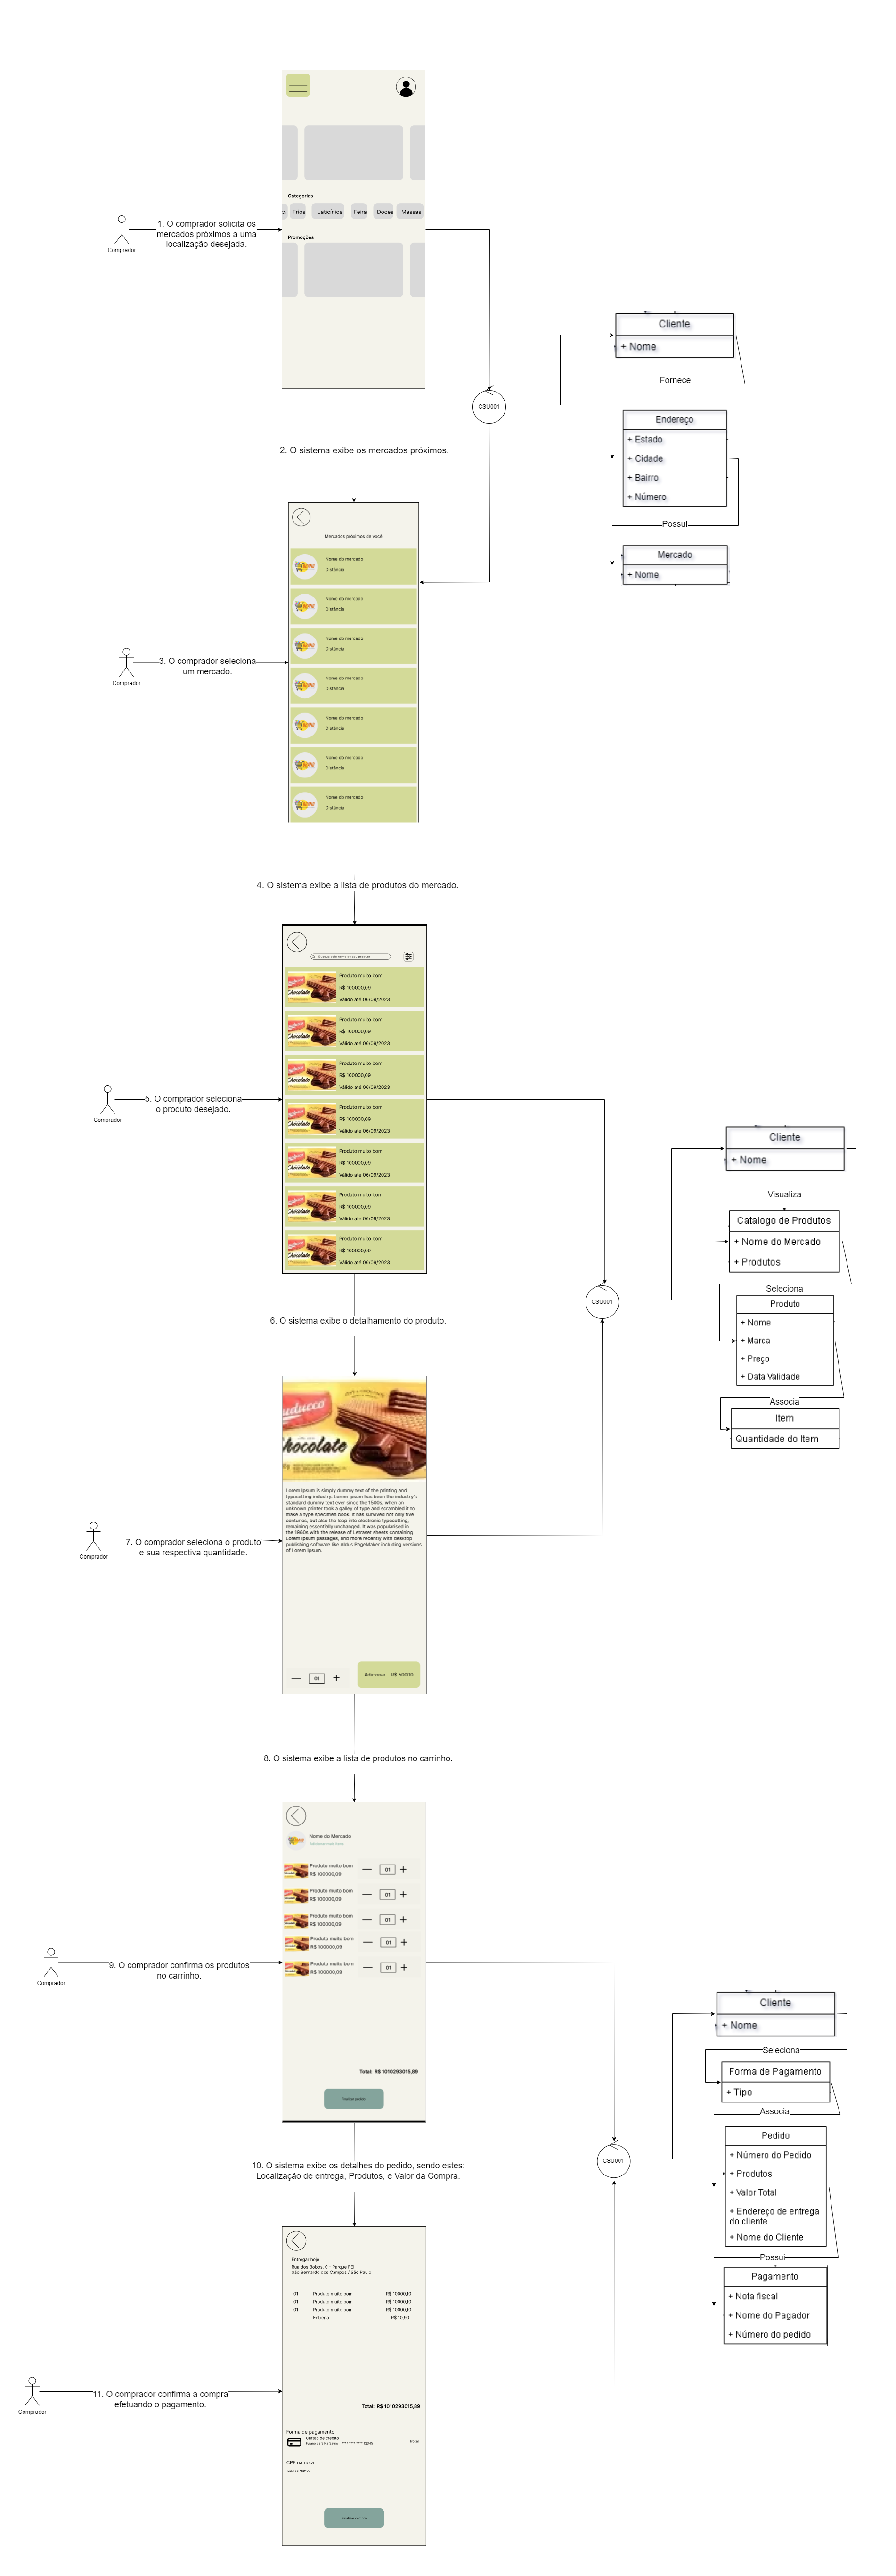 Categorias
Frios
Laticínios
Feira
Doces
Massas
Promoções
1. O comprador solicita os
mercados próximos a uma
localização desejada.
Comprador
Cliente
+ Nome
Fornece
CSU001
Endereço
+ Estado
+ Cidade
+ Bairro
+ Número
Possui
Mercado
+ Nome
2. O sistema exibe os mercados próximos.
Mercados próximos de você
Nome do mercado
Distância
Nome do mercado
Distância
Nome do mercado
Distância
Nome do mercado
Distância
Nome do mercado
Distância
Nome do mercado
Distância
Nome do mercado
Distância
3. O comprador seleciona
um mercado.
Comprador
4. O sistema exibe a lista de produtos do mercado.
Busque pelo nome do seu produto
Produto muito bom
R$ 100000,09
Válido até 06/09/2023
Produto muito bom
R$ 100000,09
Válido até 06/09/2023
Produto muito bom
R$ 100000,09
Válido até 06/09/2023
Produto muito bom
R$ 100000,09
Válido até 06/09/2023
Produto muito bom
R$ 100000,09
Válido até 06/09/2023
Produto muito bom
R$ 100000,09
Válido até 06/09/2023
Produto muito bom
R$ 100000,09
Válido até 06/09/2023
Chocolate
Chocolate
Chocolate
Chocolate
Chocolate
Chocolate
Chocolate
5. O comprador seleciona
o produto desejado.
Comprador
Cliente
+ Nome
Visualiza
Catalogo de Produtos
+ Nome do Mercado
+ Produtos
Seleciona
CSU001
Produto
+ Nome
+ Marca
+ Preço
+ Data Validade
Associa
Item
Quantidade do Item
6. O sistema exibe o detalhamento do produto.
uducco
hocolate
Lorem Ipsum is simply dummy text of the printing and
typesetting industry. Lorem Ipsum has been the industry's
standard dummy text ever since the 1500s, when an
unknown printer took a galley of type and scrambled it to
make a type specimen book. It has survived not only five
centuries, but also the leap into electronic typesetting,
remaining essentially unchanged. It was popularised in
the 1960s with the release of Letraset sheets containing
Lorem Ipsum passages, and more recently with desktop
publishing software like Aldus PageMaker including versions
of Lorem Ipsum.
01
Adicionar R$ 50000
7. O comprador seleciona o produto
e sua respectiva quantidade.
Comprador
8. O sistema exibe a lista de produtos no carrinho.
Nome do Mercado
Produto muito bom
R$ 100000,09
01
Produto muito bom
R$ 100000,09
01
Produto muito bom
R$ 100000,09
01
Produto muito bom
R$ 100000,09
01
Produto muito bom
R$ 100000,09
01
Total: R$ 1010293015,89
Finalizar pedido
9. O comprador confirma os produtos
no carrinho.
Comprador
Cliente
+ Nome
Seleciona
Forma de Pagamento
+ Tipo
Associa
CSU001
Pedido
+ Número do Pedido
+ Produtos
+ Valor Total
+ Endereço de entrega
do cliente
+ Nome do Cliente
Possui
Pagamento
+ Nota fiscal
+ Nome do Pagador
+ Número do pedido
10. O sistema exibe os detalhes do pedido, sendo estes:
Localização de entrega; Produtos; e Valor da Compra.
Entregar hoje
Rua dos Bobos, 0 - Parque FEI
São Bernardo dos Campos / São Paulo
01 Produto muito bom R$ 10000,10
01 Produto muito bom R$ 10000,10
01 Produto muito bom R$ 10000,10
Entrega R$ 10,90
Total: R$ 1010293015,89
Forma de pagamento
Cartão de crédito
Trocar
CPF na nota
Finalizar compra
11. O comprador confirma a compra
efetuando o pagamento.
Comprador